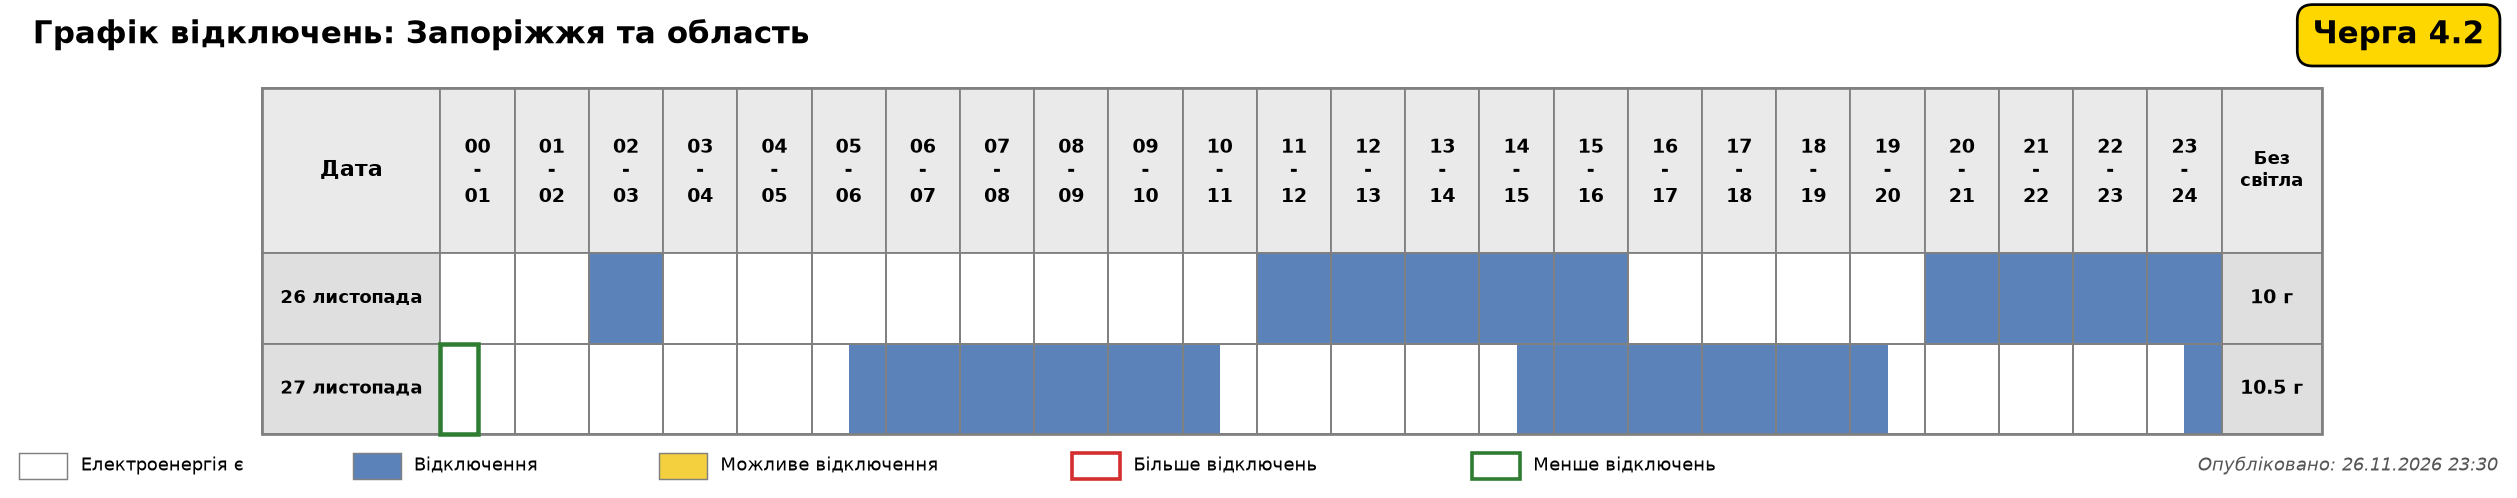 Графік відключень: Запоріжжя та область
Черга 4.2
Дата
00 - 01
01 - 02
02 - 03
03 - 04
04 - 05
05 - 06
06 - 07
07 - 08
08 - 09
09 - 10
10 - 11
11 - 12
12 - 13
13 - 14
14 - 15
15 - 16
16 - 17
17 - 18
18 - 19
19 - 20
20 - 21
21 - 22
22 - 23
23 - 24
Без
світла
26 листопада
10 г
27 листопада
10.5 г
Електроенергія є
Відключення
Можливе відключення
Більше відключень
Менше відключень
Опубліковано: 26.11.2026 23:30